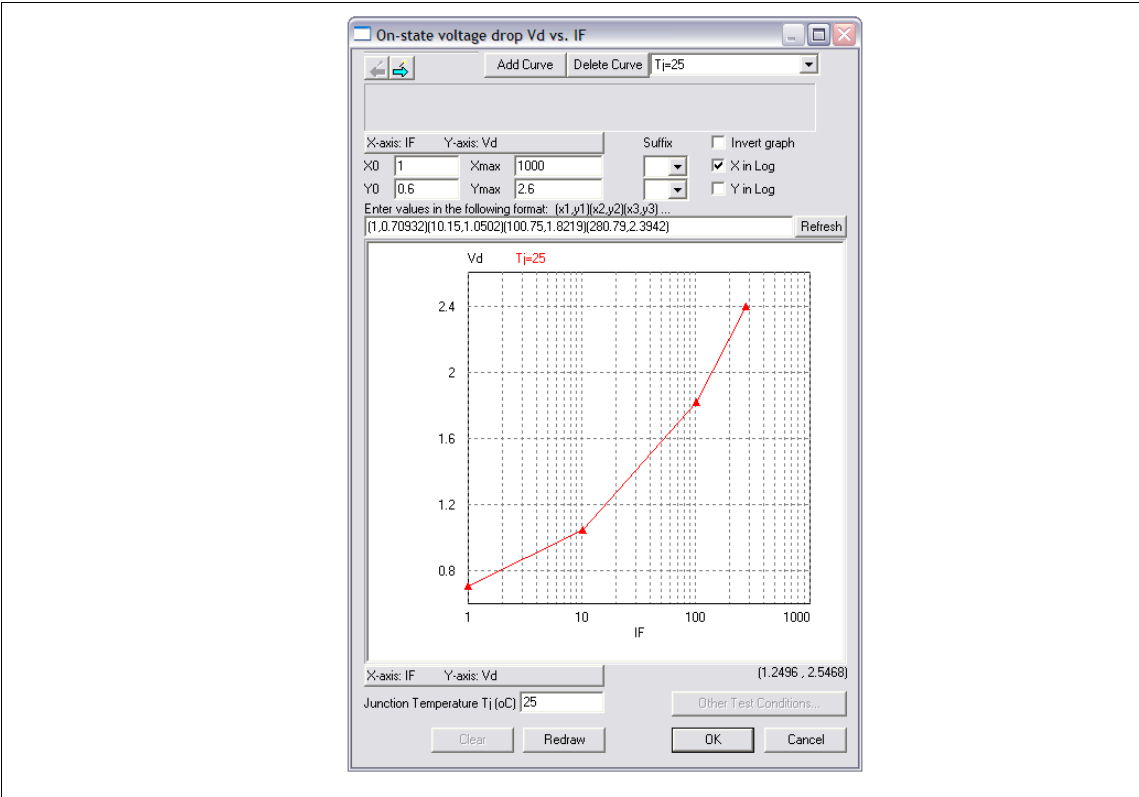 On-state voltage drop Vd vs. IF
Add Curve Delete Curve Tj=25
X-axis: IF Y-axis: Vd Suffix Invert graph
X0 1 Xmax 1000 X in Log
Y0 0.6 Ymax 2.6 Y in Log
Enter values in the following format: (x1,y1)(x2,y2)(x3,y3) ...
(1,0.70932)(10.15,1.0502)(100.75,1.8219)(280.79,2.3942) Refresh
Vd Tj=25
2.4
2
1.6
1.2
0.8
1 10 100 1000
IF
X-axis: IF Y-axis: Vd (1.2496 , 2.5468)
Junction Temperature Tj (oC) 25 Other Test Conditions...
Clear Redraw OK Cancel